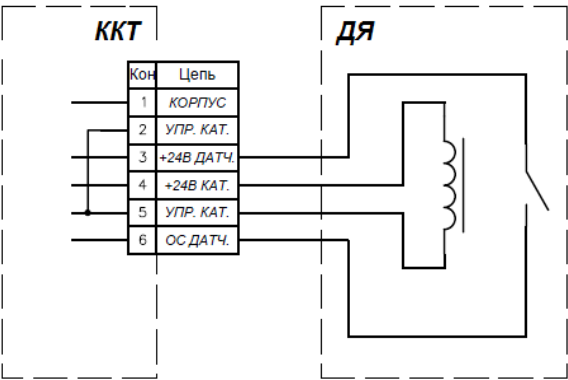 ККТ ДЯ
Кон Цепь
1 КОРПУС
2 УПР. КАТ.
3 +24В ДАТЧ.
4 +24В КАТ.
5 УПР. КАТ.
6 ОС ДАТЧ.